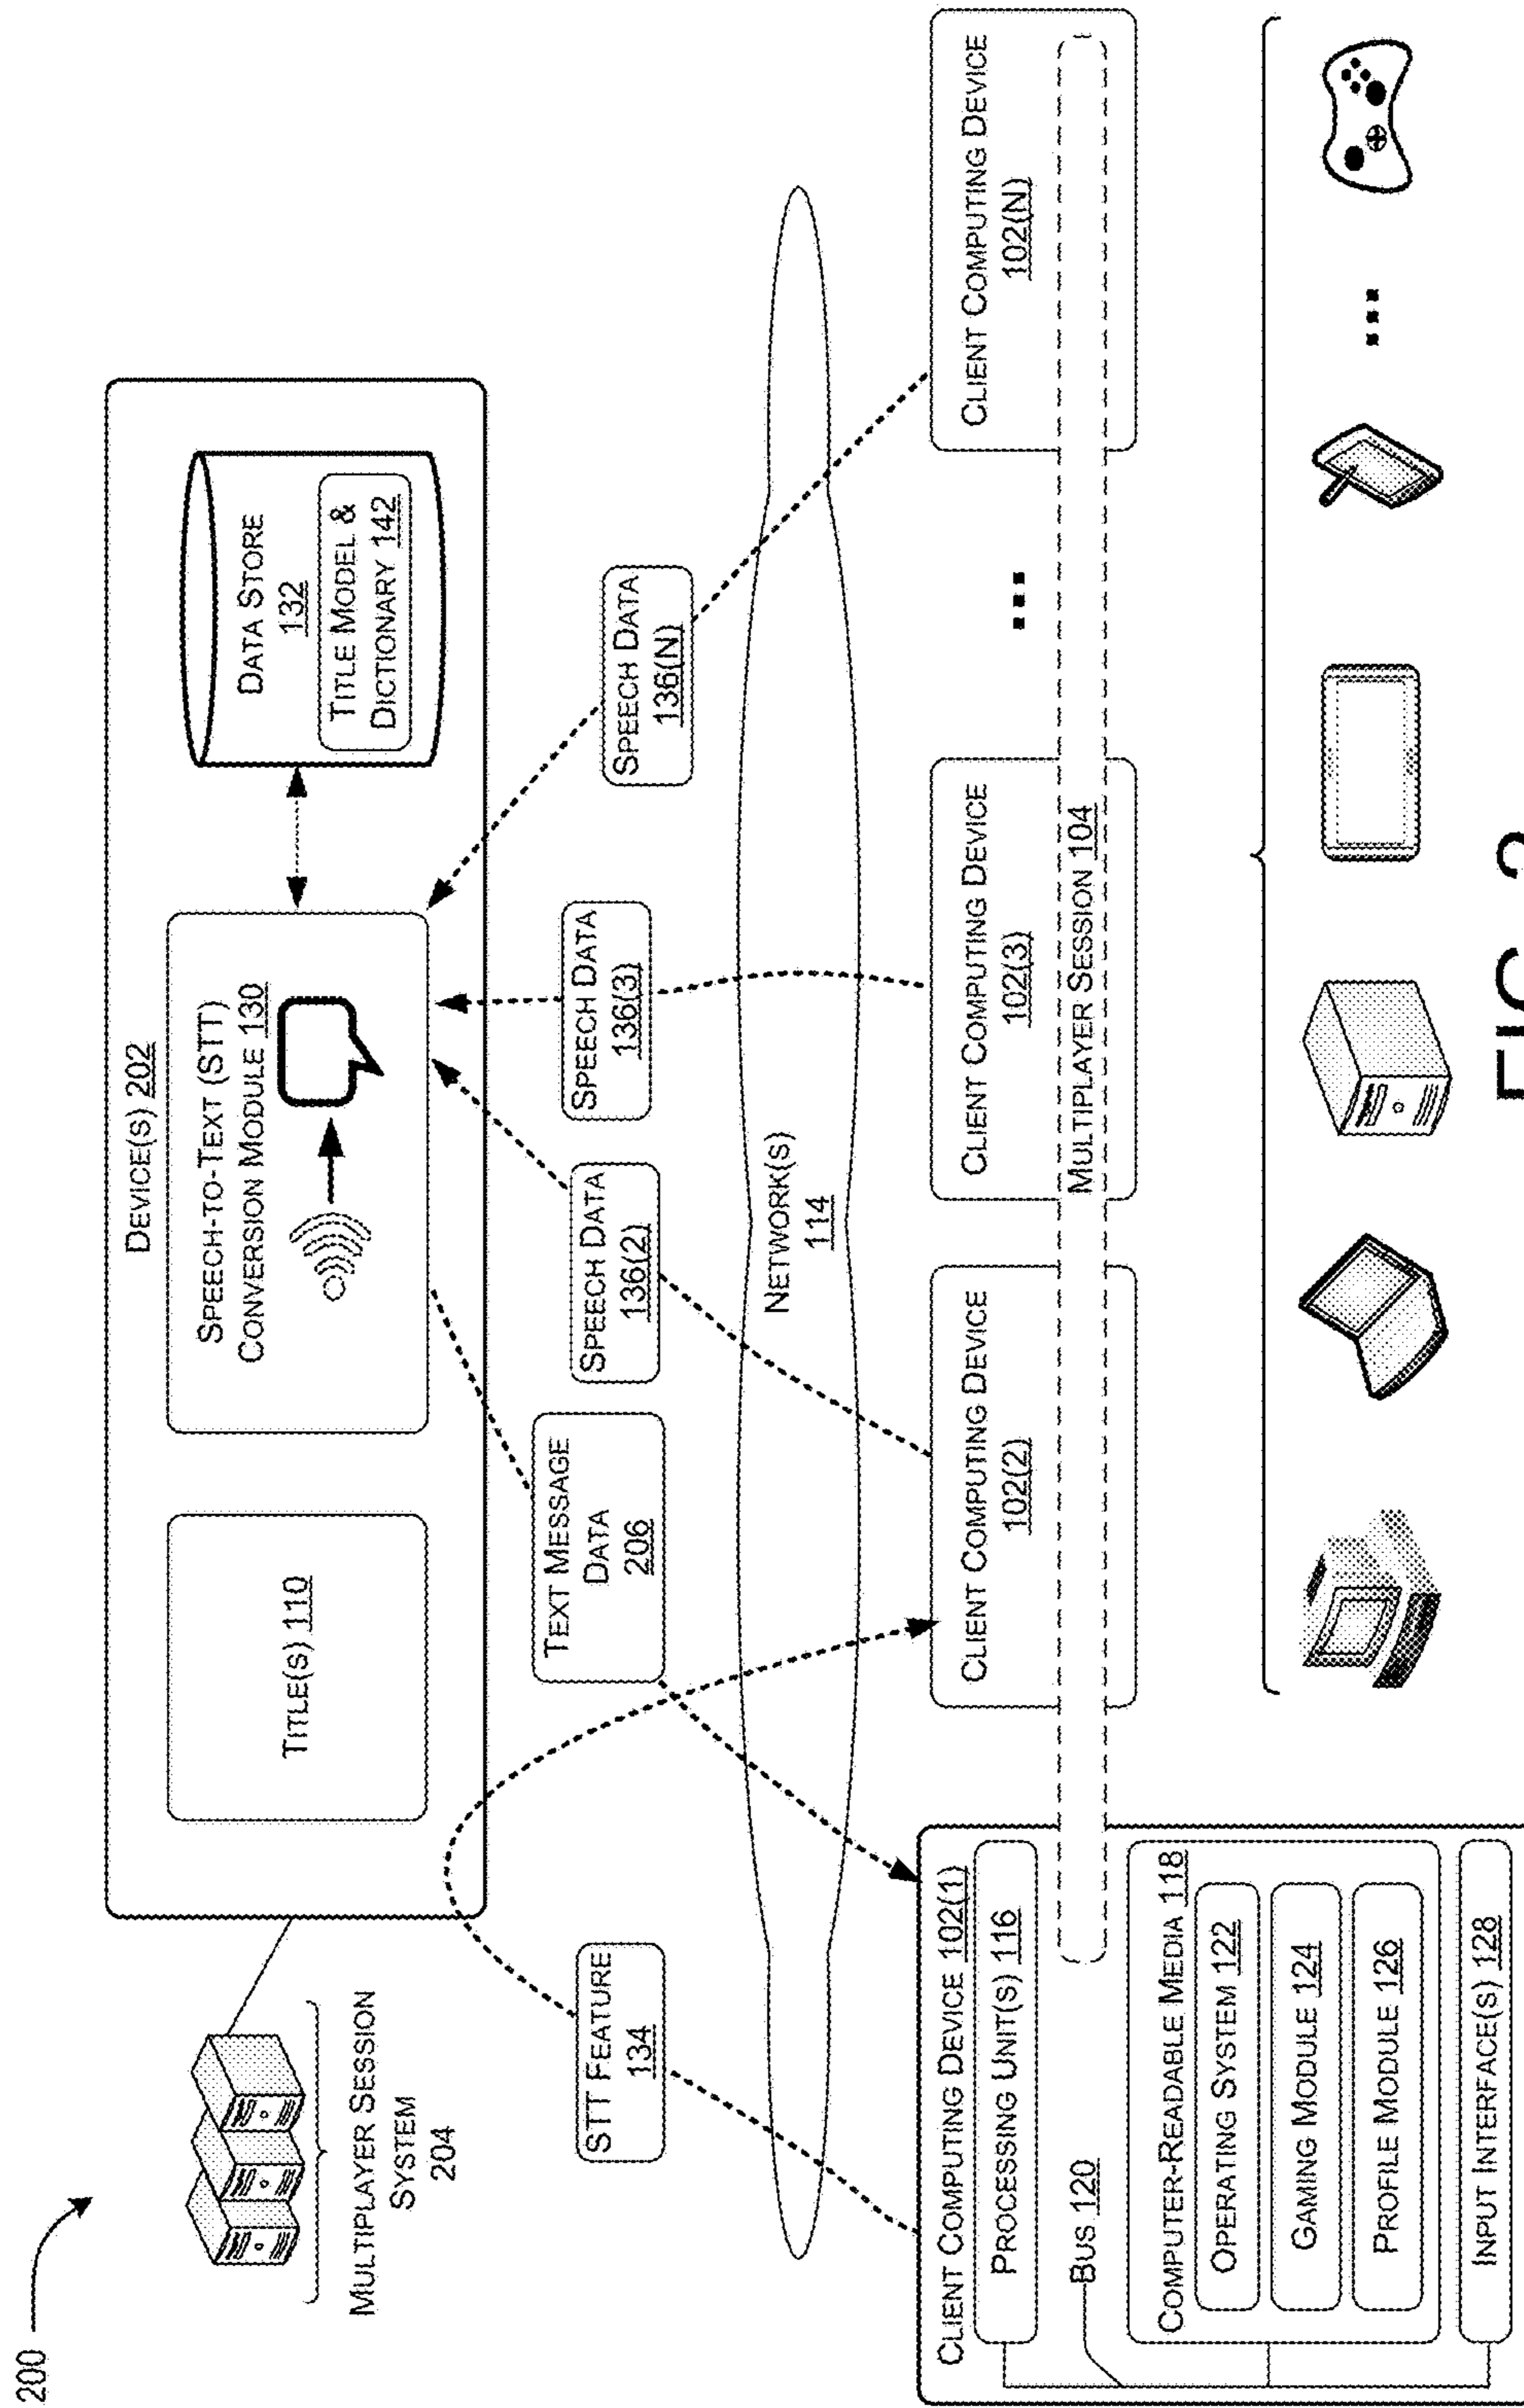 200
MULTIPLAYER SESSION
SYSTEM
204
DEVICE(S) 202
TITLE(S) 110
SPEECH-TO-TEXT (STT)
CONVERSION MODULE 130
DATA STORE
132
TITLE MODEL &
DICTIONARY 142
STT FEATURE
134
TEXT MESSAGE
DATA
206
SPEECH DATA
136(2)
SPEECH DATA
136(3)
SPEECH DATA
136(N)
NETWORK(S)
114
CLIENT COMPUTING DEVICE 102(1)
PROCESSING UNIT(S) 116
BUS 120
COMPUTER-READABLE MEDIA 118
OPERATING SYSTEM 122
GAMING MODULE 124
PROFILE MODULE 126
INPUT INTERFACE(S) 128
CLIENT COMPUTING DEVICE
102(2)
CLIENT COMPUTING DEVICE
102(3)
CLIENT COMPUTING DEVICE
102(N)
MULTIPLAYER SESSION 104
FIG. 2